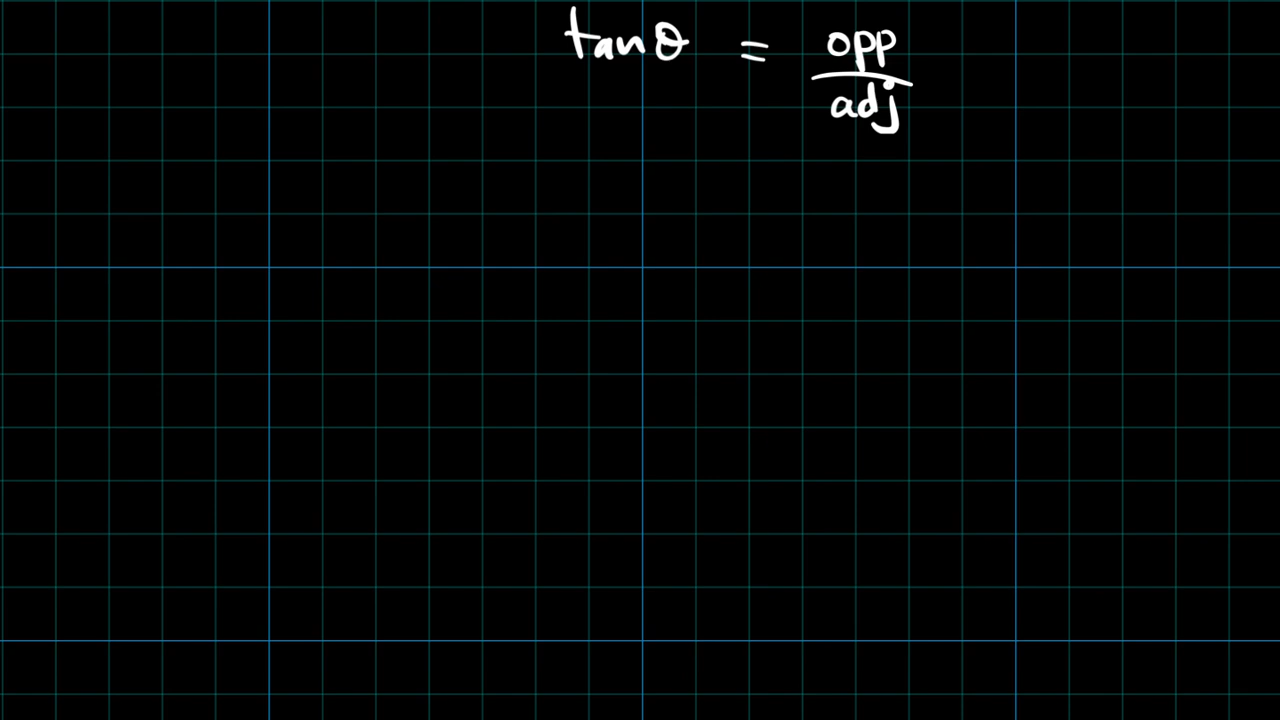 tanθ = opp
adj